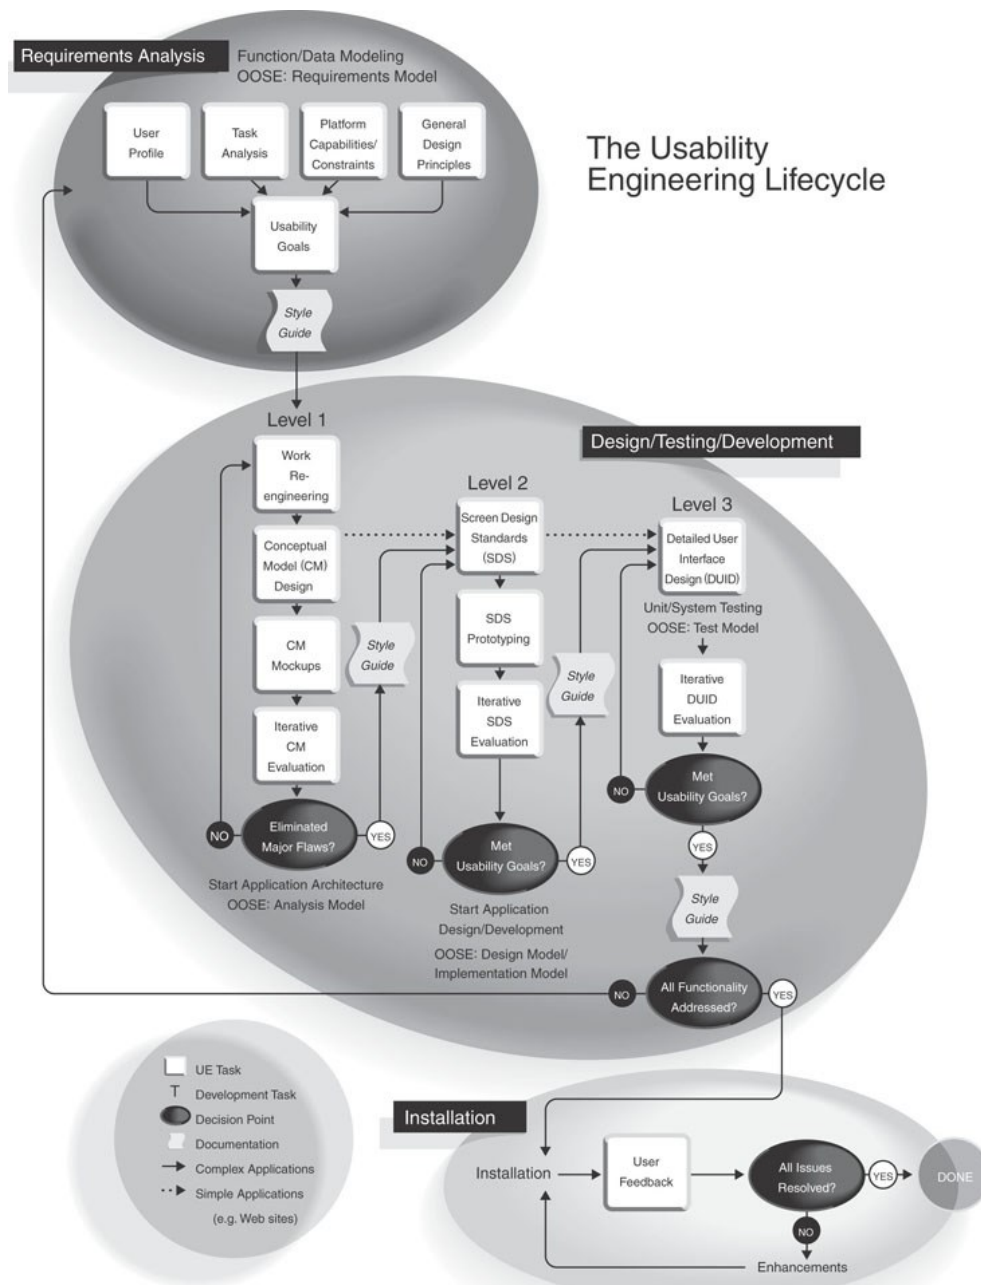 Requirements Analysis
Function/Data Modeling
OOSE: Requirements Model
User
Profile
Task
Analysis
Platform
Capabilities/
Constraints
General
Design
Principles
The Usability
Engineering Lifecycle
Usability
Goals
Style
Guide
Level 1
Design/Testing/Development
Work
Re-
engineering
Conceptual
Model (CM)
Design
CM
Mockups
Iterative
CM
Evaluation
NO
Eliminated
Major Flaws?
YES
Start Application Architecture
OOSE: Analysis Model
Style
Guide
Level 2
Screen Design
Standards
(SDS)
SDS
Prototyping
Iterative
SDS
Evaluation
NO
Met
Usability Goals?
YES
Start Application
Design/Development
OOSE: Design Model/
Implementation Model
Style
Guide
Level 3
Detailed User
Interface
Design (DUID)
Unit/System Testing
OOSE: Test Model
Iterative
DUID
Evaluation
NO
Met
Usability Goals?
YES
Style
Guide
NO
All Functionality
Addressed?
YES
UE Task
T Development Task
Decision Point
Documentation
Complex Applications
Simple Applications
(e.g. Web sites)
Installation
Installation
User
Feedback
All Issues
Resolved?
YES
DONE
NO
Enhancements